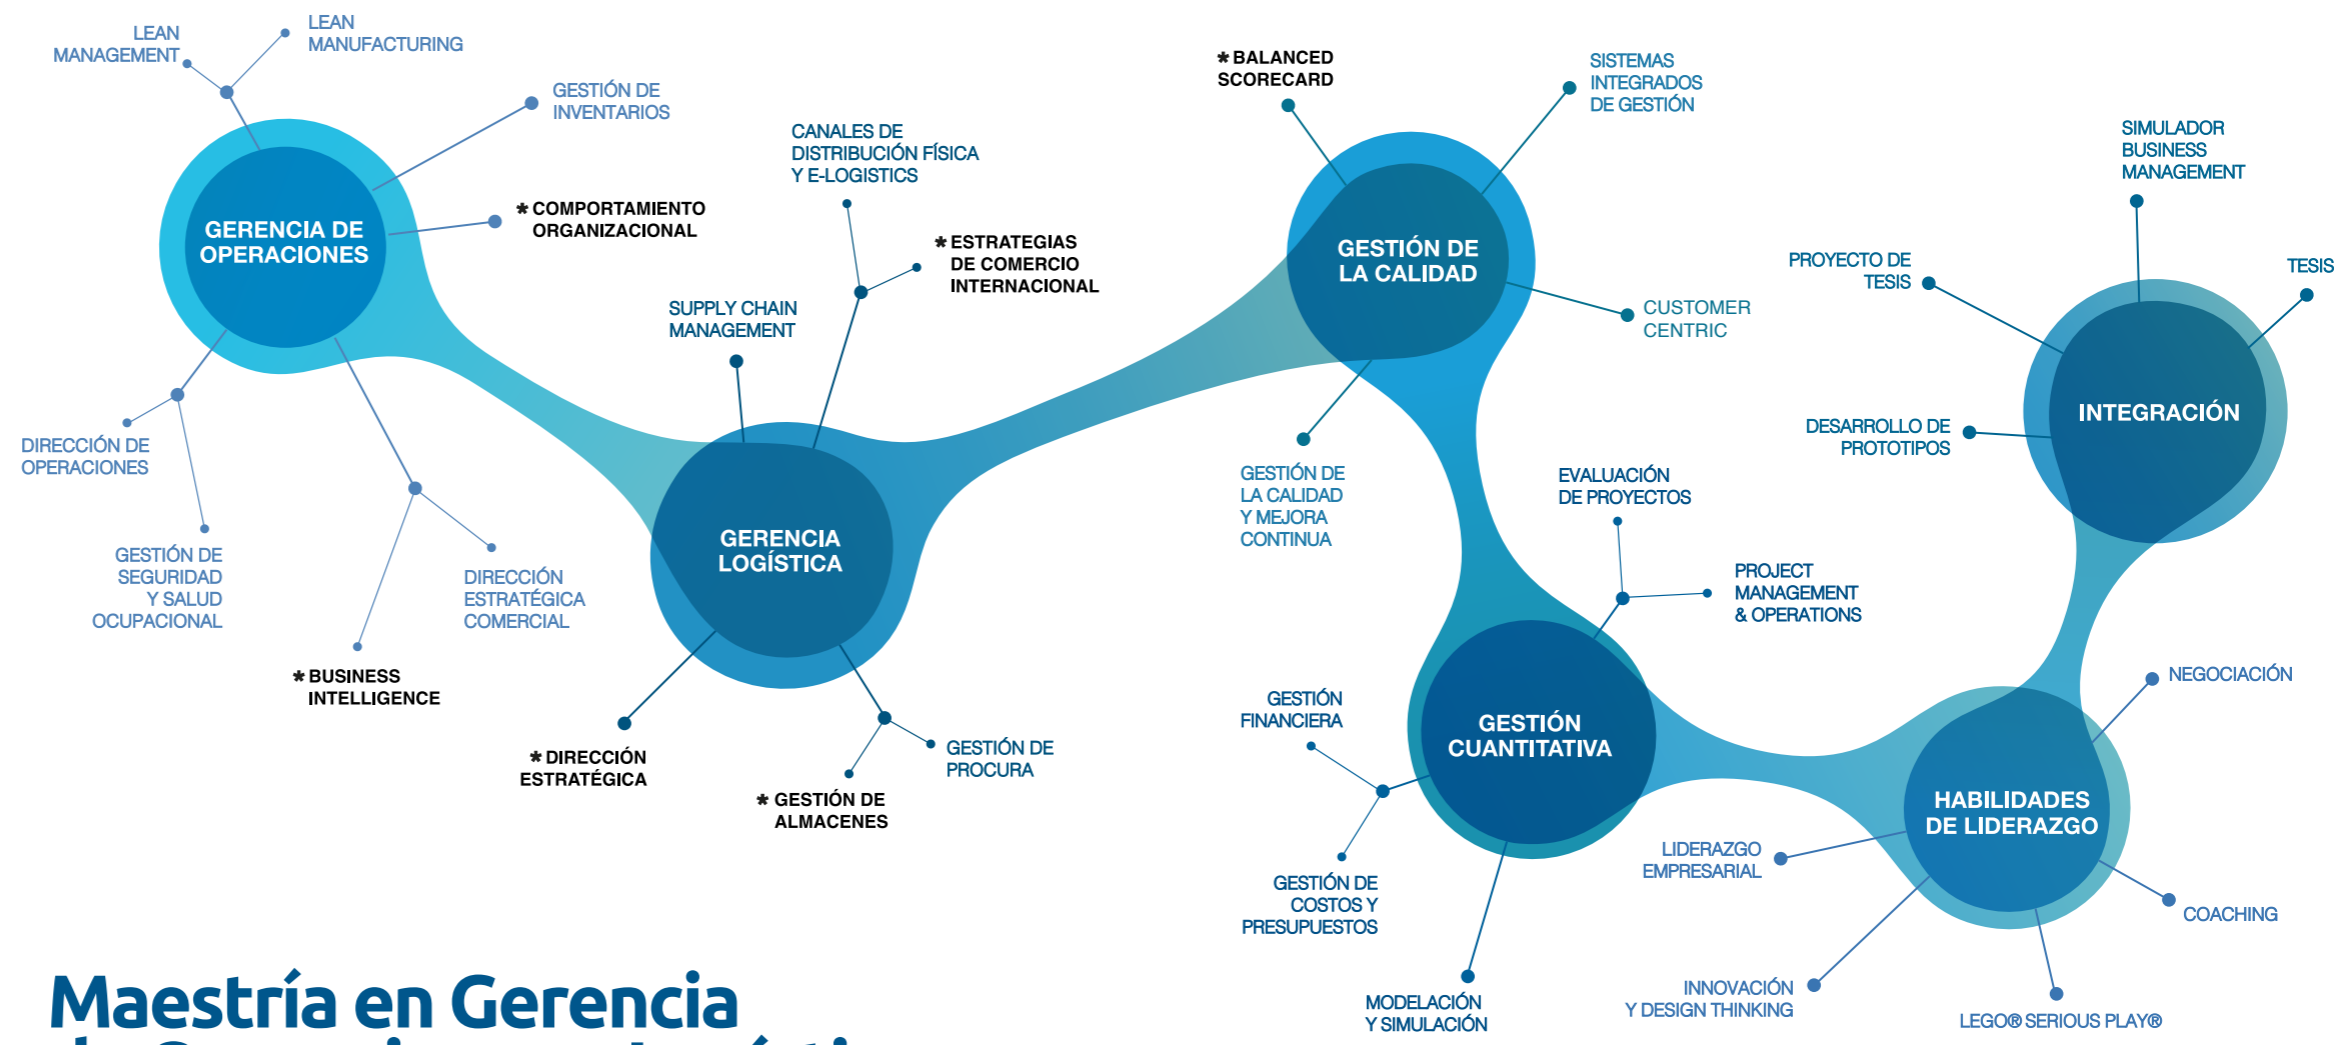 LEAN
MANAGEMENT
LEAN
MANUFACTURING
GESTIÓN DE
INVENTARIOS
* COMPORTAMIENTO
ORGANIZACIONAL
GERENCIA DE
OPERACIONES
DIRECCIÓN DE
OPERACIONES
GESTIÓN DE
SEGURIDAD
Y SALUD
OCUPACIONAL
* BUSINESS
INTELLIGENCE
DIRECCIÓN
ESTRATÉGICA
COMERCIAL
CANALES DE
DISTRIBUCIÓN FÍSICA
Y E-LOGISTICS
* ESTRATEGIAS
DE COMERCIO
INTERNACIONAL
SUPPLY CHAIN
MANAGEMENT
GERENCIA
LOGÍSTICA
* DIRECCIÓN
ESTRATÉGICA
* GESTIÓN DE
ALMACENES
GESTIÓN DE
PROCURA
* BALANCED
SCORECARD
SISTEMAS
INTEGRADOS
DE GESTIÓN
GESTIÓN DE
LA CALIDAD
CUSTOMER
CENTRIC
GESTIÓN DE
LA CALIDAD
Y MEJORA
CONTINUA
EVALUACIÓN
DE PROYECTOS
PROJECT
MANAGEMENT
& OPERATIONS
GESTIÓN
FINANCIERA
GESTIÓN
CUANTITATIVA
GESTIÓN DE
COSTOS Y
PRESUPUESTOS
MODELACIÓN
Y SIMULACIÓN
SIMULADOR
BUSINESS
MANAGEMENT
PROYECTO DE
TESIS
TESIS
DESARROLLO DE
PROTOTIPOS
INTEGRACIÓN
NEGOCIACIÓN
HABILIDADES
DE LIDERAZGO
LIDERAZGO
EMPRESARIAL
COACHING
INNOVACIÓN
Y DESIGN THINKING
LEGO® SERIOUS PLAY®
Maestría en Gerencia